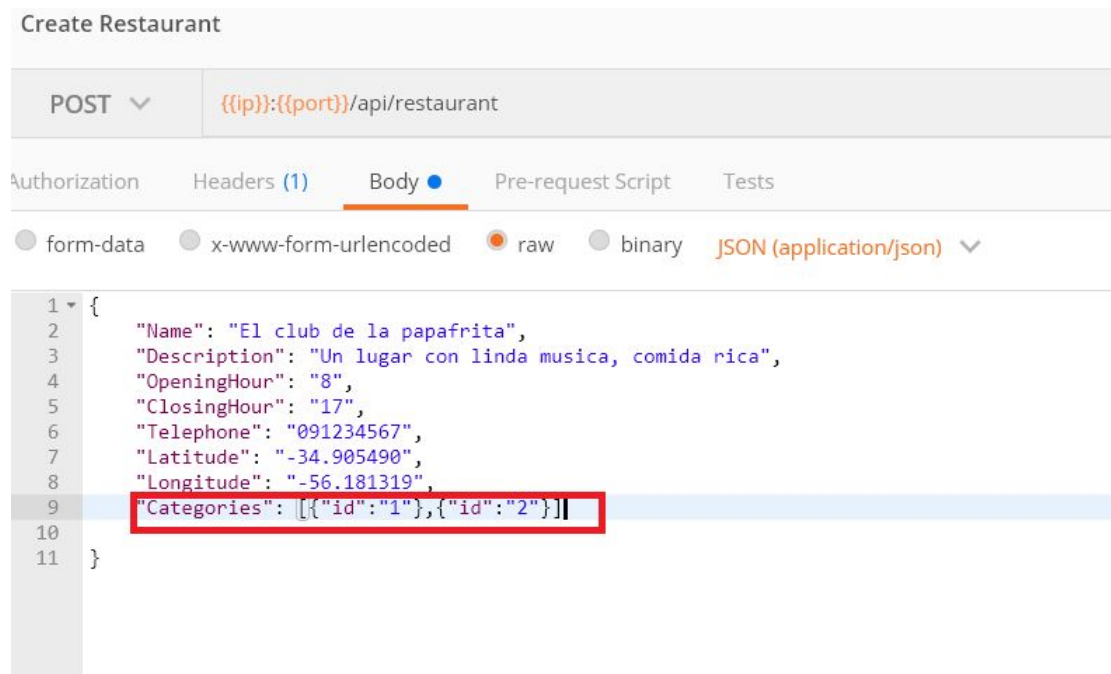 Create Restaurant
POST {{ip}}:{{port}}/api/restaurant
Authorization Headers (1) Body Pre-request Script Tests
form-data x-www-form-urlencoded raw binary JSON (application/json)
1 {
2 "Name": "El club de la papafrita",
3 "Description": "Un lugar con linda musica, comida rica",
4 "OpeningHour": "8",
5 "ClosingHour": "17",
6 "Telephone": "091234567",
7 "Latitude": "-34.905490",
8 "Longitude": "-56.181319",
9 "Categories": [{"id":"1"},{"id":"2"}]
10
11 }